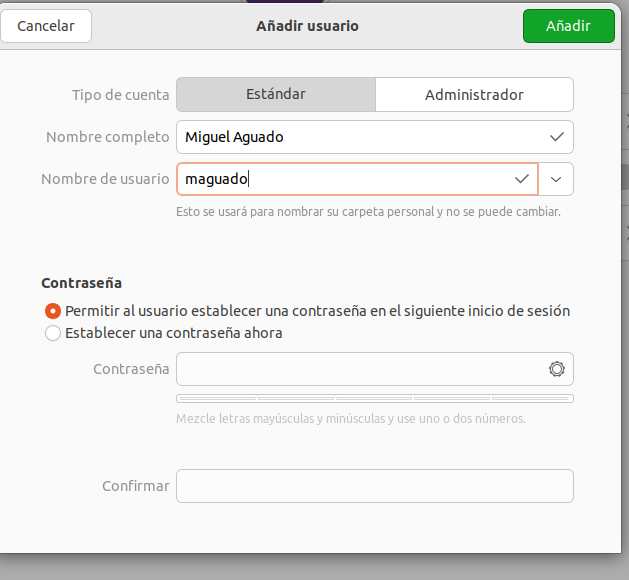 Cancelar Añadir usuario Añadir
Tipo de cuenta Estándar Administrador
Nombre completo Miguel Aguado
Nombre de usuario maguado
Esto se usará para nombrar su carpeta personal y no se puede cambiar.
Contraseña
Permitir al usuario establecer una contraseña en el siguiente inicio de sesión
Establecer una contraseña ahora
Contraseña
Mezcle letras mayúsculas y minúsculas y use uno o dos números.
Confirmar